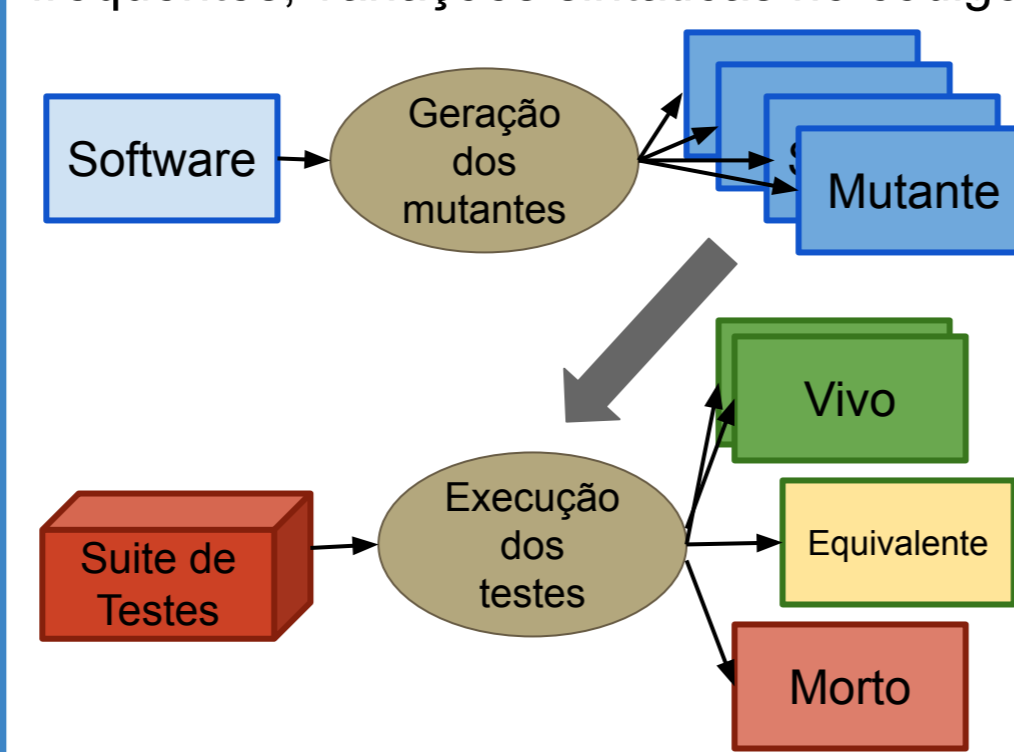 Software
Geração
dos
mutantes
Mutante
Vivo
Execução
dos
testes
Equivalente
Suite de
Testes
Morto